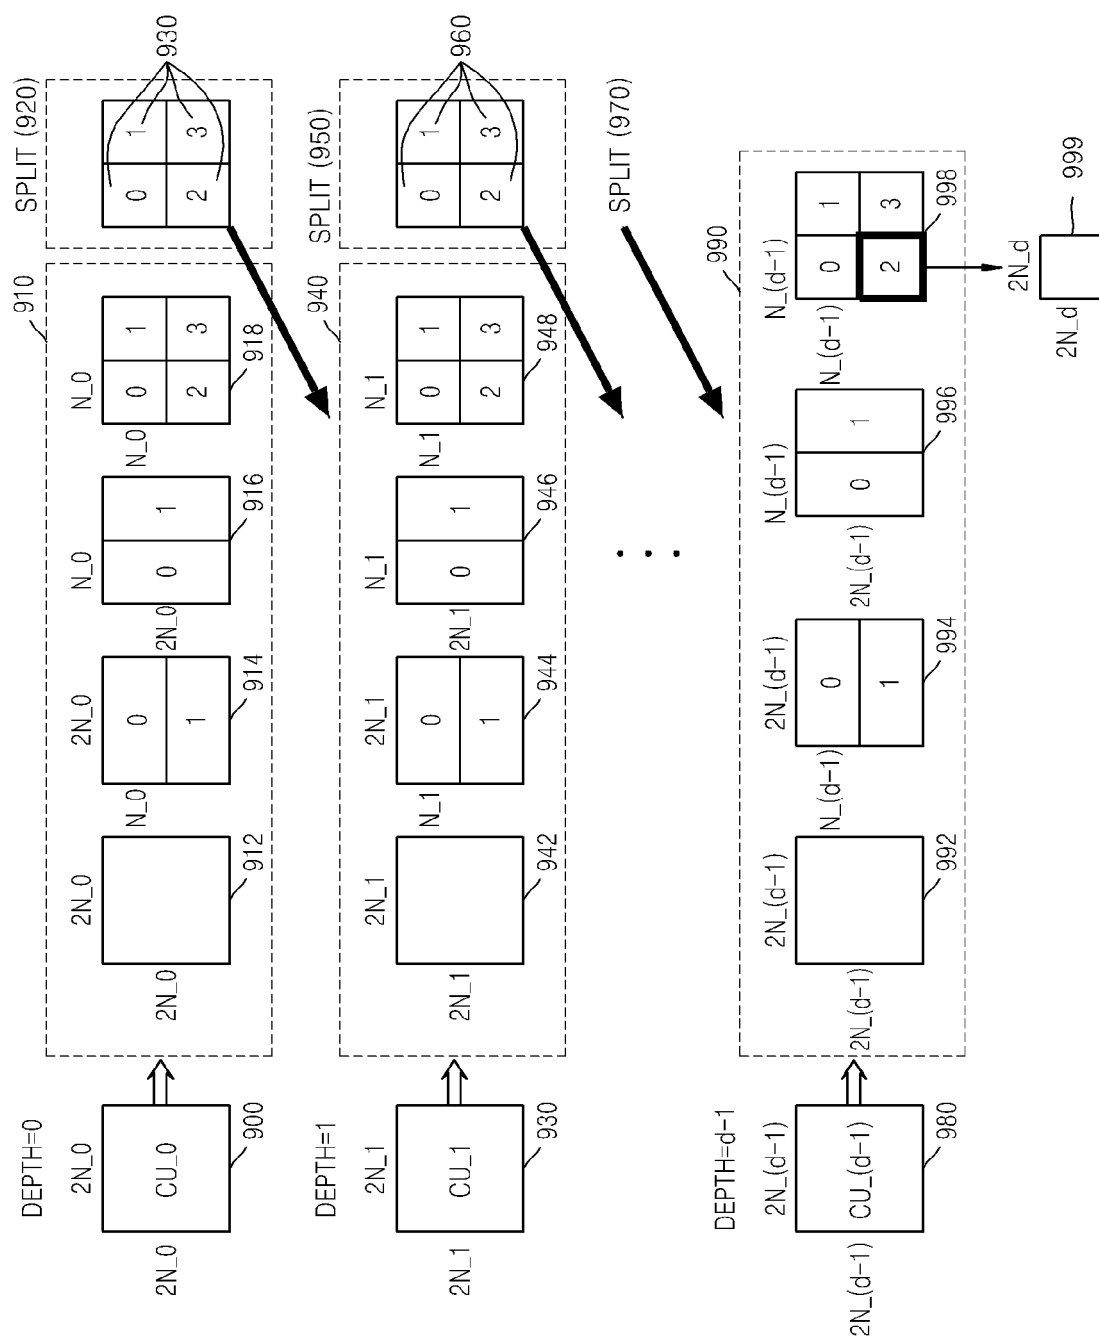 DEPTH=0
2N_0
2N_0
CU_0
900
910
2N_0
2N_0
912
2N_0
N_0
0
1
914
N_0
2N_0
0
1
916
N_0
N_0
0
1
2
3
918
SPLIT (920)
0
1
2
3
930
DEPTH=1
2N_1
2N_1
CU_1
930
940
2N_1
2N_1
942
2N_1
N_1
0
1
944
N_1
2N_1
0
1
946
N_1
N_1
0
1
2
3
948
SPLIT (950)
0
1
2
3
960
SPLIT (970)
DEPTH=d-1
2N_(d-1)
2N_(d-1)
CU_(d-1)
980
990
2N_(d-1)
2N_(d-1)
992
2N_(d-1)
N_(d-1)
0
1
994
N_(d-1)
2N_(d-1)
0
1
996
N_(d-1)
N_(d-1)
0
1
2
3
998
2N_d
2N_d
999